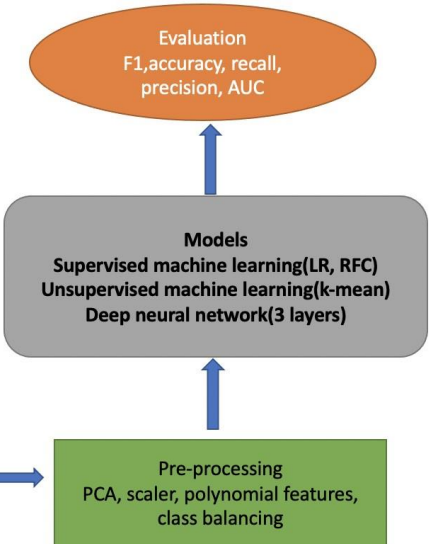 Evaluation
F1,accuracy, recall,
precision, AUC
Models
Supervised machine learning(LR, RFC)
Unsupervised machine learning(k-mean)
Deep neural network(3 layers)
Pre-processing
PCA, scaler, polynomial features,
class balancing